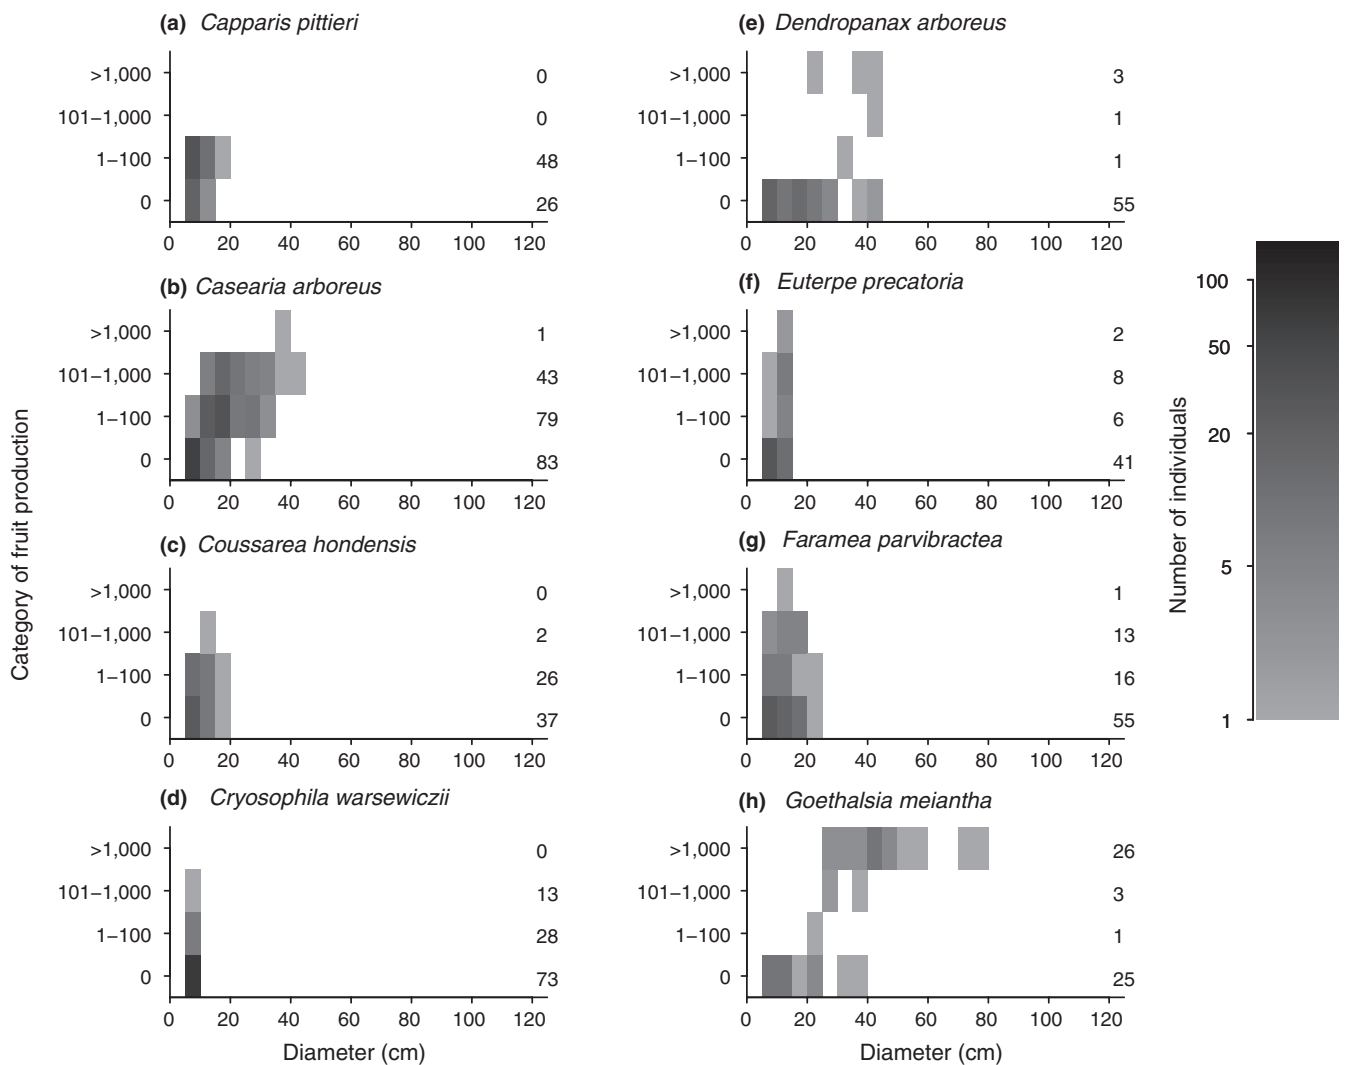 (a) Capparis pittieri
>1,000 0
101–1,000 0
1–100 48
0 26
0 20 40 60 80 100 120
(b) Casearia arboreus
>1,000 1
101–1,000 43
1–100 79
0 83
0 20 40 60 80 100 120
(c) Coussarea hondensis
>1,000 0
101–1,000 2
1–100 26
0 37
0 20 40 60 80 100 120
(d) Cryosophila warsewiczii
>1,000 0
101–1,000 13
1–100 28
0 73
0 20 40 60 80 100 120
Diameter (cm)
Category of fruit production
(e) Dendropanax arboreus
>1,000 3
101–1,000 1
1–100 1
0 55
0 20 40 60 80 100 120
(f) Euterpe precatoria
>1,000 2
101–1,000 8
1–100 6
0 41
0 20 40 60 80 100 120
(g) Faramea parvibractea
>1,000 1
101–1,000 13
1–100 16
0 55
0 20 40 60 80 100 120
(h) Goethalsia meiantha
>1,000 26
101–1,000 3
1–100 1
0 25
0 20 40 60 80 100 120
Diameter (cm)
Number of individuals
100
50
20
5
1